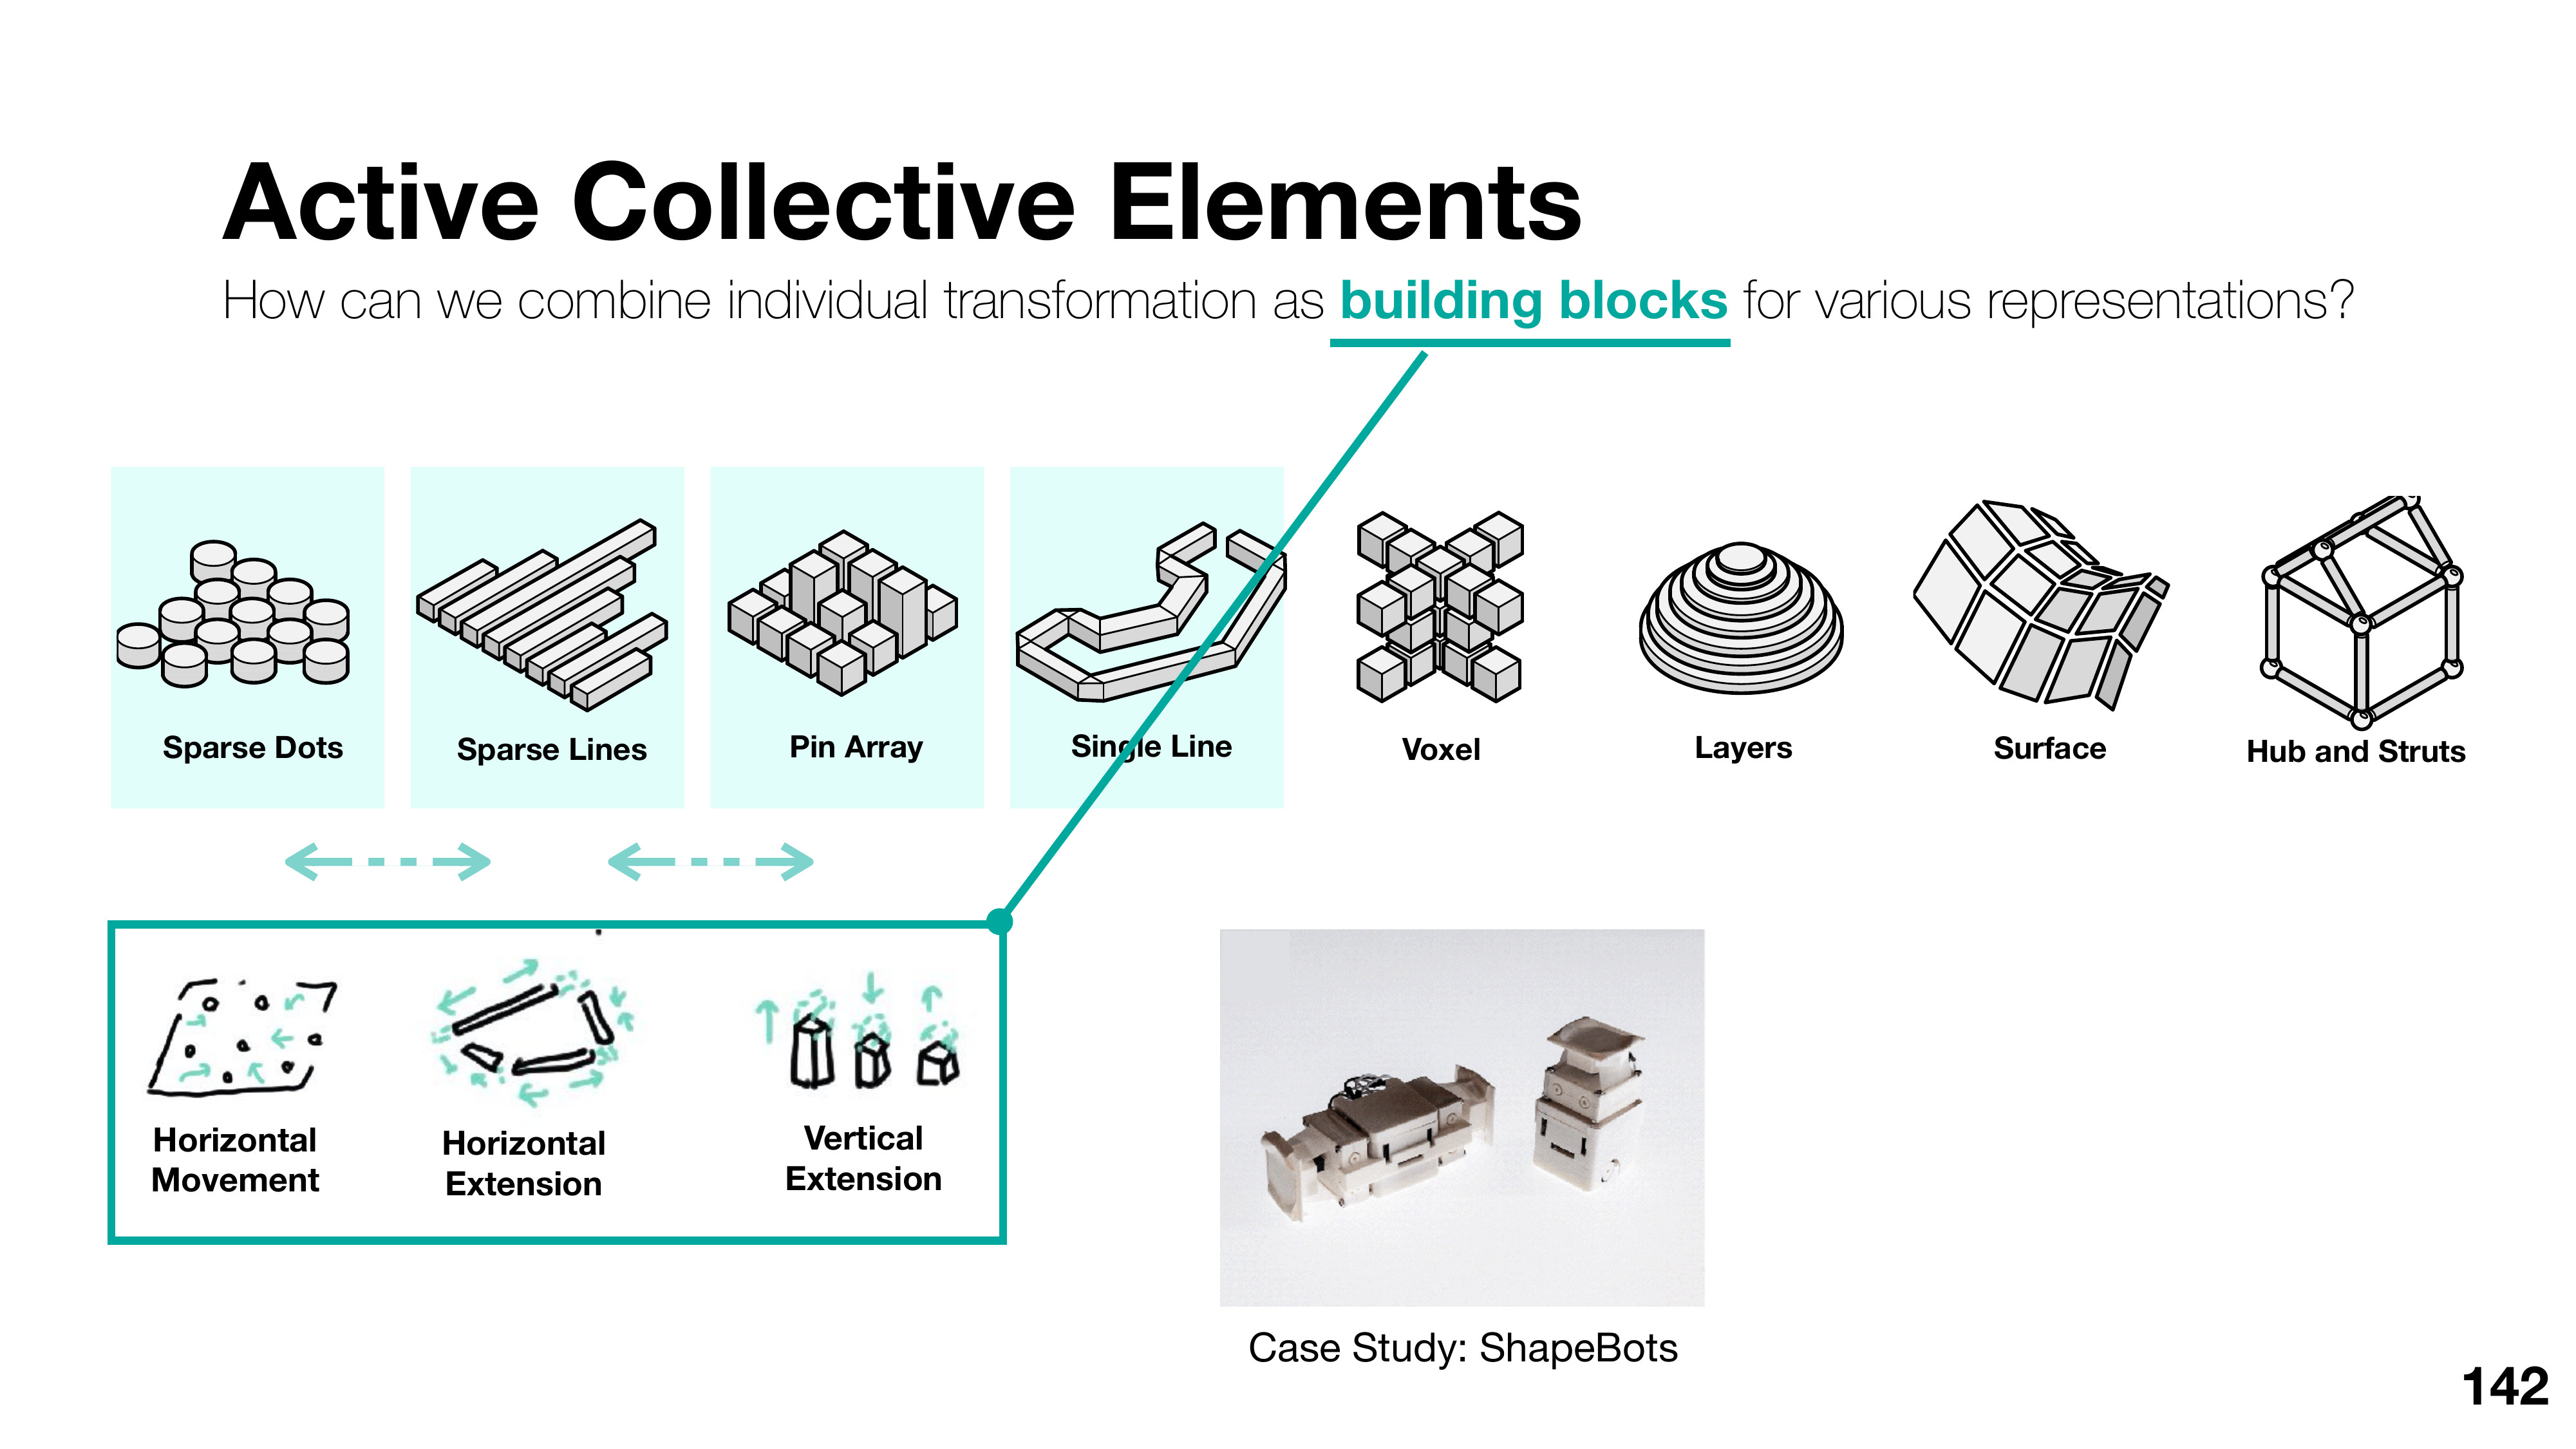 Active Collective Elements
How can we combine individual transformation as building blocks for various representations?
Sparse Dots
Sparse Lines
Pin Array
Single Line
Voxel
Layers
Surface
Hub and Struts
Horizontal
Movement
Horizontal
Extension
Vertical
Extension
Case Study: ShapeBots
142